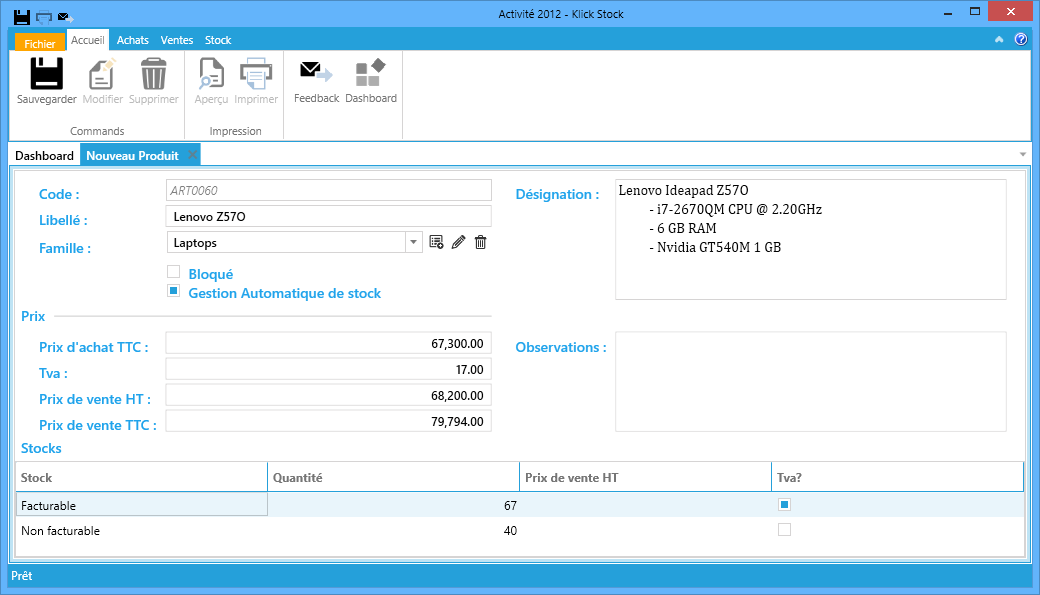 Activité 2012 - Klick Stock
Fichier Accueil Achats Ventes Stock
Sauvegarder Modifier Supprimer Aperçu Imprimer Feedback Dashboard
Commands Impression
Dashboard Nouveau Produit
Code : ART0060
Libellé : Lenovo Z570
Famille : Laptops
Bloqué
Gestion Automatique de stock
Désignation : Lenovo Ideapad Z570
- i7-2670QM CPU @ 2.20GHz
- 6 GB RAM
- Nvidia GT540M 1 GB
Prix
Prix d'achat TTC : 67,300.00
Tva : 17.00
Prix de vente HT : 68,200.00
Prix de vente TTC : 79,794.00
Observations :
Stocks
Stock Quantité Prix de vente HT Tva?
Facturable 67
Non facturable 40
Prêt